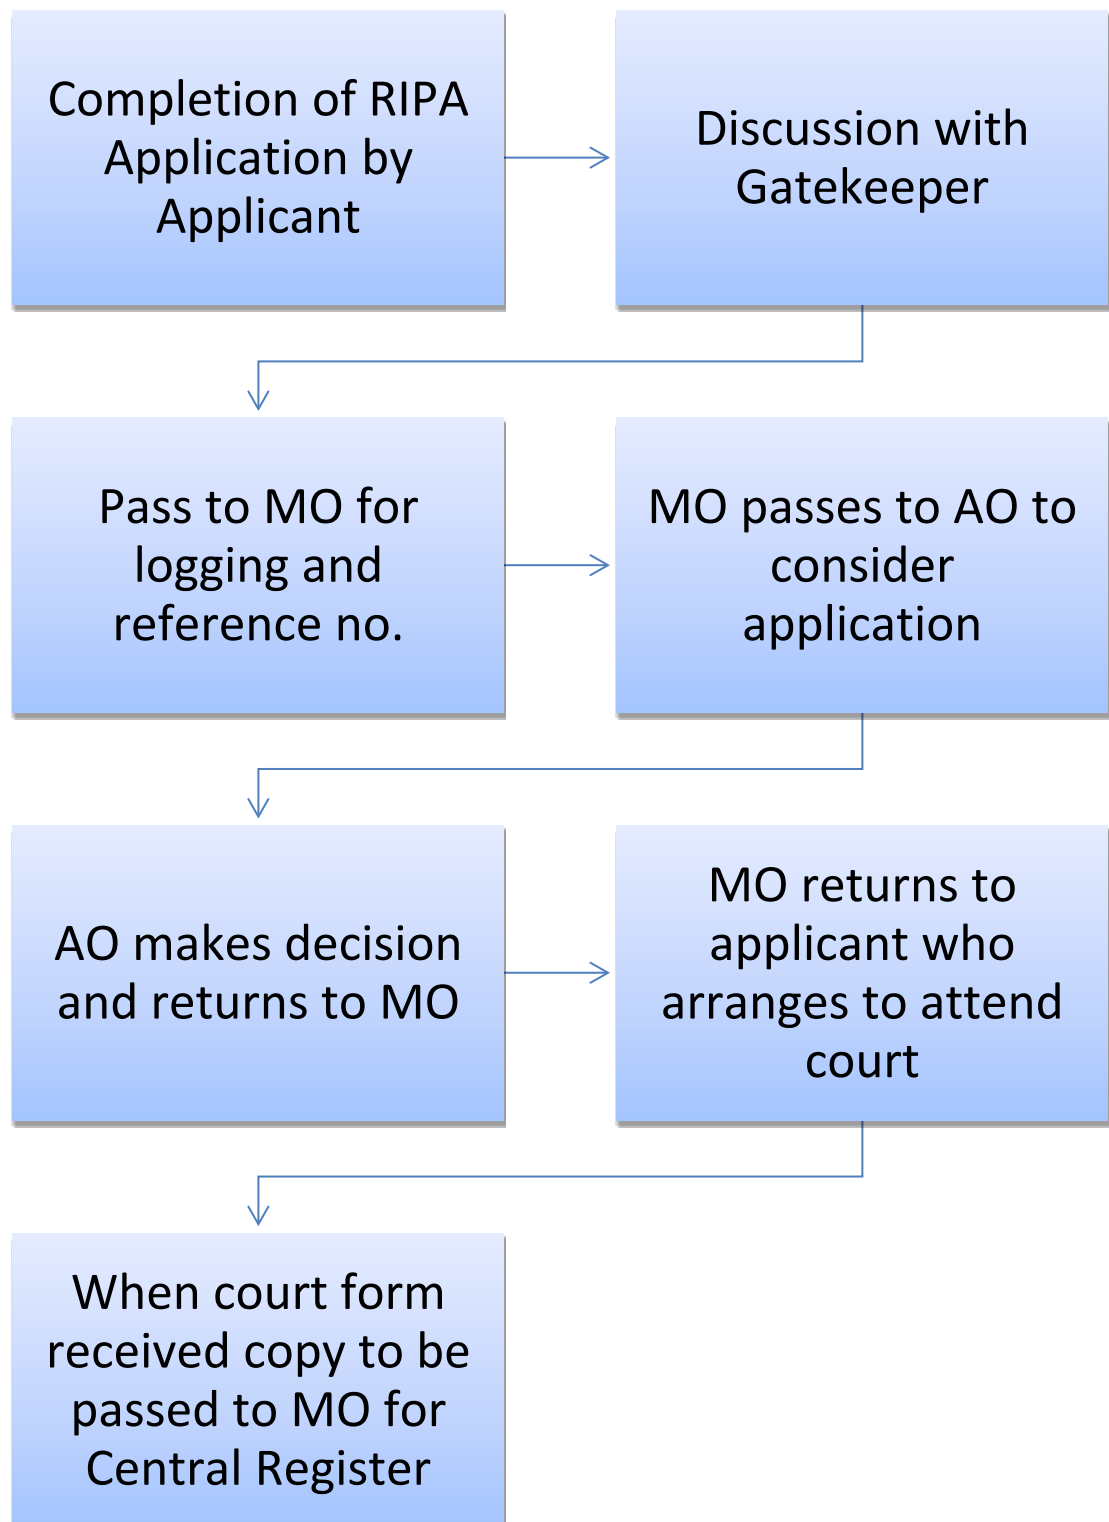 Completion of RIPA
Application by
Applicant
Discussion with
Gatekeeper
Pass to MO for
logging and
reference no.
MO passes to AO to
consider
application
AO makes decision
and returns to MO
MO returns to
applicant who
arranges to attend
court
When court form
received copy to be
passed to MO for
Central Register